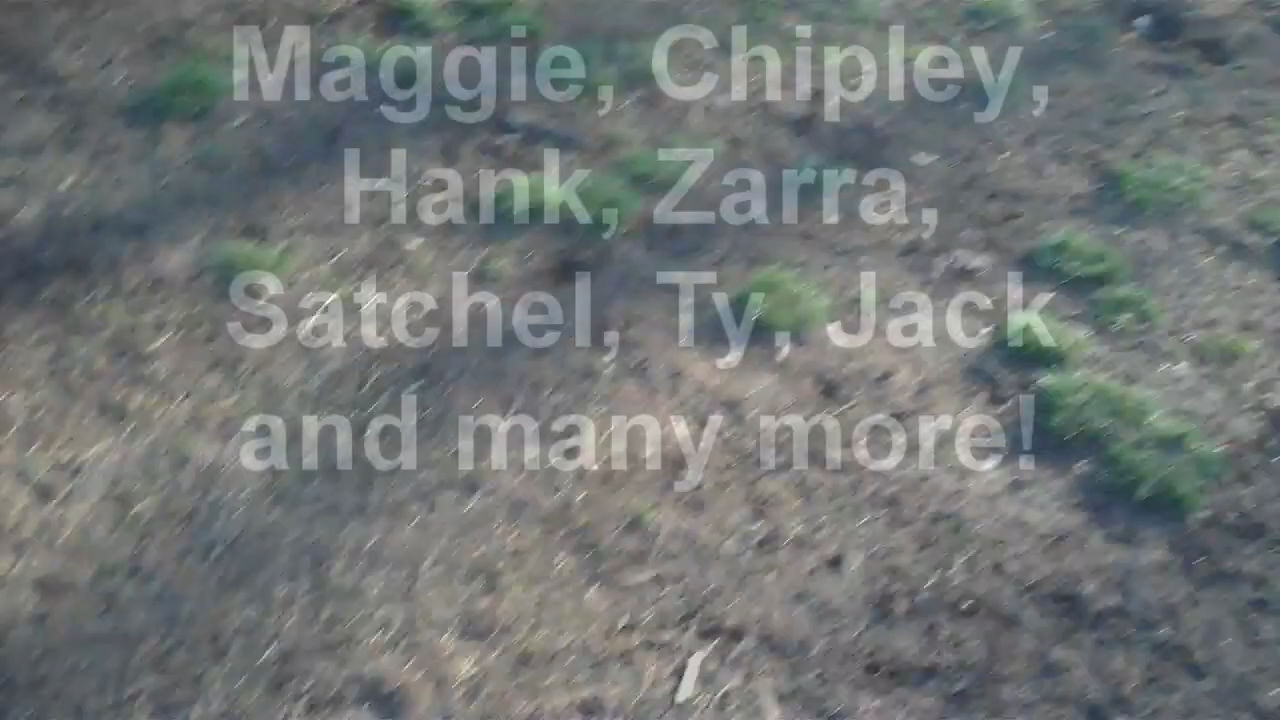 Maggie, Chipley,
Hank, Zarra,
Satchel, Ty, Jack
and many more!